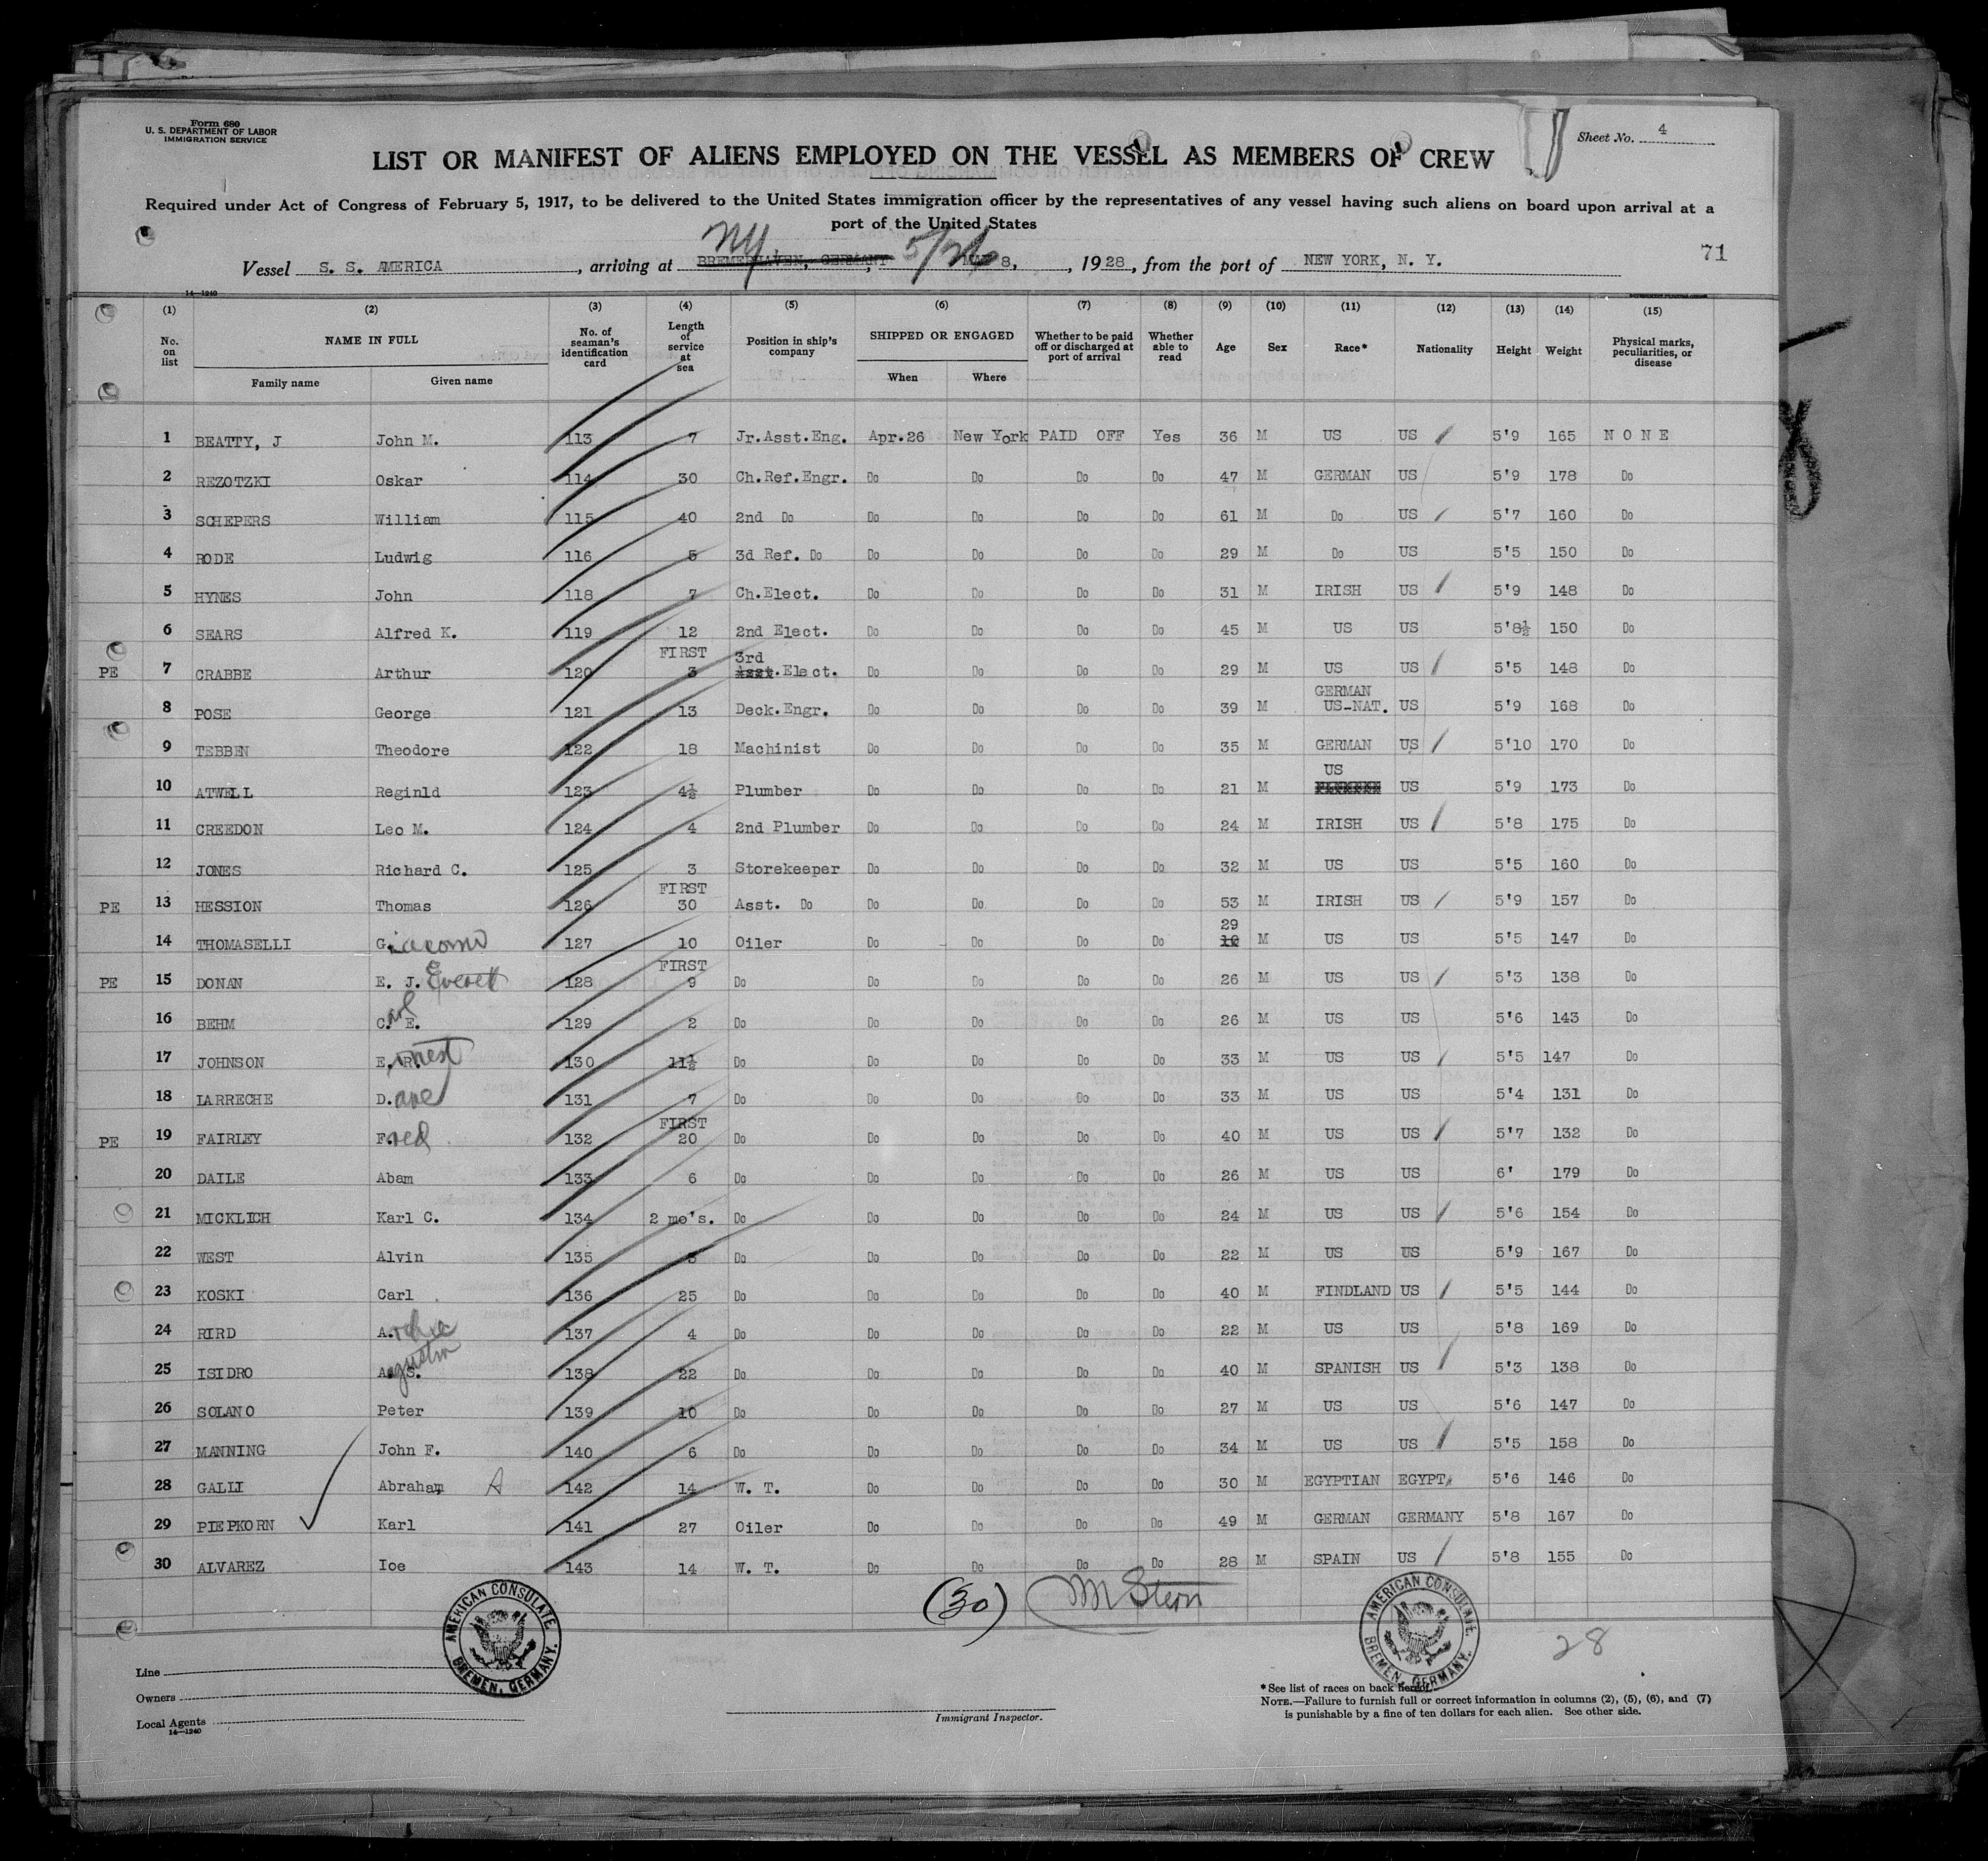 Form 680
U. S. DEPARTMENT OF LABOR
IMMIGRATION SERVICE
Sheet No. 4
LIST OR MANIFEST OF ALIENS EMPLOYED ON THE VESSEL AS MEMBERS OF CREW
Required under Act of Congress of February 5, 1917, to be delivered to the United States immigration officer by the representatives of any vessel having such aliens on board upon arrival at a
port of the United States
71
Vessel S. S. AMERICA, arriving at BREMERHAVEN, GERMANY, NY 5/26 8, 1928, from the port of NEW YORK, N. Y.
14—1240
(1) (2) (3) (4) (5) (6) (7) (8) (9) (10) (11) (12) (13) (14) (15)
No. on list NAME IN FULL Family name Given name No. of seaman's identification card Length of service at sea Position in ship's company SHIPPED OR ENGAGED When Where Whether to be paid off or discharged at port of arrival Whether able to read Age Sex Race* Nationality Height Weight Physical marks, peculiarities, or disease
1 BEATTY, J John M. 113 7 Jr.Asst.Eng. Apr.26 New York PAID OFF Yes 36 M US US 5'9 165 NONE
2 REZOTZKI Oskar 114 30 Ch.Ref.Engr. Do Do Do Do 47 M GERMAN US 5'9 178 Do
3 SCHEPERS William 115 40 2nd Do Do Do Do Do 61 M Do US 5'7 160 Do
4 RODE Ludwig 116 5 3d Ref. Do Do Do Do Do 29 M Do US 5'5 150 Do
5 HYNES John 118 7 Ch.Elect. Do Do Do Do 31 M IRISH US 5'9 148 Do
6 SEARS Alfred K. 119 12 2nd Elect. Do Do Do Do 45 M US US 5'8½ 150 Do
PE 7 CRABBE Arthur 120 FIRST 3 3rd Asst.Elect. Do Do Do Do 29 M US US 5'5 148 Do
8 POSE George 121 13 Deck.Engr. Do Do Do Do 39 M GERMAN US-NAT. US 5'9 168 Do
9 TEBBEN Theodore 122 18 Machinist Do Do Do Do 35 M GERMAN US 5'10 170 Do
10 ATWELL Reginld 123 4½ Plumber Do Do Do Do 21 M US US 5'9 173 Do
11 CREEDON Leo M. 124 4 2nd Plumber Do Do Do Do 24 M IRISH US 5'8 175 Do
12 JONES Richard C. 125 3 Storekeeper Do Do Do Do 32 M US US 5'5 160 Do
PE 13 HESSION Thomas 126 FIRST 30 Asst. Do Do Do Do Do 53 M IRISH US 5'9 157 Do
14 THOMASELLI Giacomo 127 10 Oiler Do Do Do Do 29 10 M US US 5'5 147 Do
PE 15 DONAN E. J. Everett 128 FIRST 9 Do Do Do Do Do 26 M US US 5'3 138 Do
16 BEHM C.arl E. 129 2 Do Do Do Do Do 26 M US US 5'6 143 Do
17 JOHNSON E. R. rnest 130 11½ Do Do Do Do Do 33 M US US 5'5 147 Do
18 IARRECHE D.ave 131 7 Do Do Do Do Do 33 M US US 5'4 131 Do
PE 19 FAIRLEY F.red 132 FIRST 20 Do Do Do Do Do 40 M US US 5'7 132 Do
20 DAILE Abam 133 6 Do Do Do Do Do 26 M US US 6' 179 Do
21 MICKLICH Karl C. 134 2 mo's. Do Do Do Do Do 24 M US US 5'6 154 Do
22 WEST Alvin 135 3 Do Do Do Do Do 22 M US US 5'9 167 Do
23 KOSKI Carl 136 25 Do Do Do Do Do 40 M FINDLAND US 5'5 144 Do
24 RIRD A.rchie 137 4 Do Do Do Do Do 22 M US US 5'8 169 Do
25 ISIDRO A. S. gustin 138 22 Do Do Do Do Do 40 M SPANISH US 5'3 138 Do
26 SOLANO Peter 139 10 Do Do Do Do Do 27 M US US 5'6 147 Do
27 MANNING John F. 140 6 Do Do Do Do Do 34 M US US 5'5 158 Do
28 GALLI Abraham A 142 14 W. T. Do Do Do Do 30 M EGYPTIAN EGYPT 5'6 146 Do
29 PIEPKORN Karl 141 27 Oiler Do Do Do Do 49 M GERMAN GERMANY 5'8 167 Do
30 ALVAREZ Ioe 143 14 W. T. Do Do Do Do 28 M SPAIN US 5'8 155 Do
(30) M Stern
AMERICAN CONSULATE. BREMEN, GERMANY.
AMERICAN CONSULATE. BREMEN, GERMANY.
28
Line
Owners
Local Agents
14—1240
Immigrant Inspector.
*See list of races on back hereof.
NOTE.—Failure to furnish full or correct information in columns (2), (5), (6), and (7)
is punishable by a fine of ten dollars for each alien. See other side.